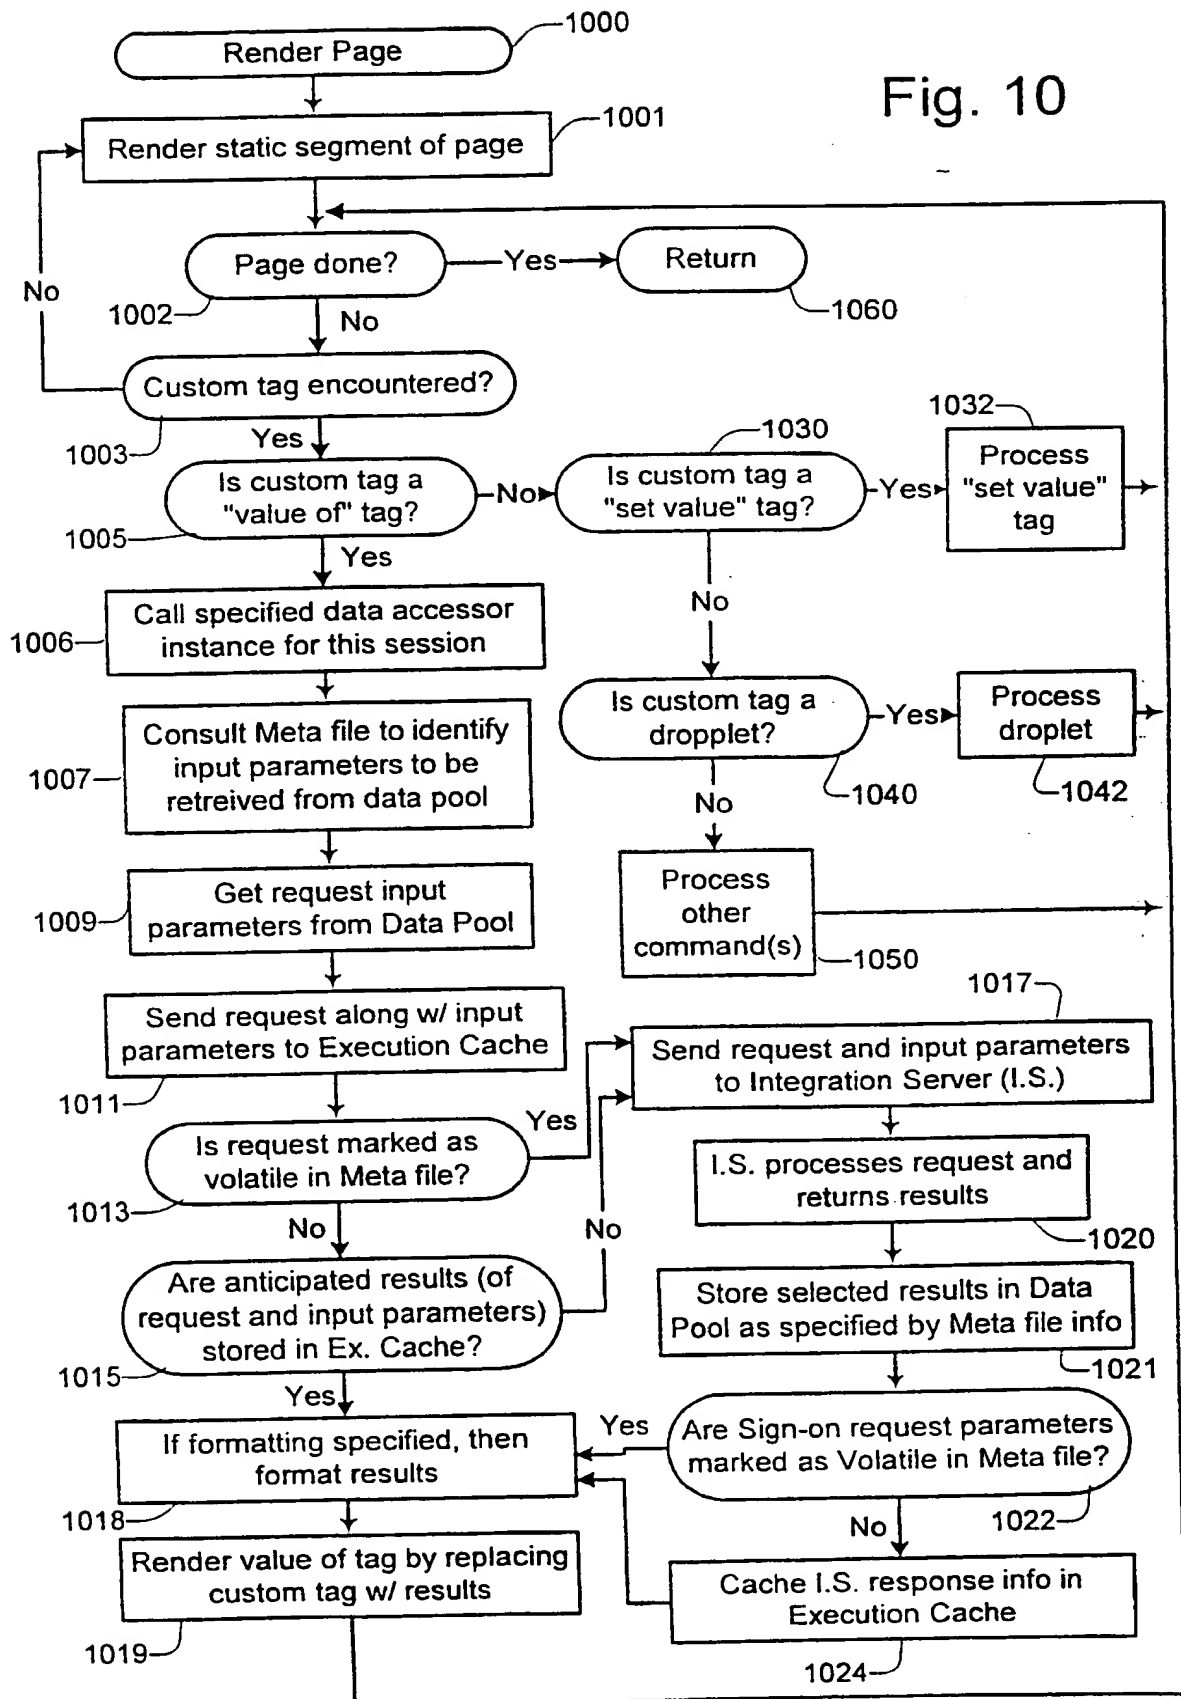 1000
Render Page
Fig. 10
1001
Render static segment of page
Page done?
Yes
Return
No
1002
1060
No
Custom tag encountered?
1003
Yes
1030
1032
Is custom tag a
"value of" tag?
No
Is custom tag a
"set value" tag?
Yes
Process
"set value"
tag
1005
Yes
No
Call specified data accessor
instance for this session
1006
Consult Meta file to identify
input parameters to be
retreived from data pool
1007
Is custom tag a
dropplet?
Yes
Process
droplet
1040
1042
No
Get request input
parameters from Data Pool
1009
Process
other
command(s)
1050
1017
Send request along w/ input
parameters to Execution Cache
1011
Send request and input parameters
to Integration Server (I.S.)
Yes
Is request marked as
volatile in Meta file?
1013
No
No
I.S. processes request and
returns results
1020
Are anticipated results (of
request and input parameters)
stored in Ex. Cache?
1015
Yes
Store selected results in Data
Pool as specified by Meta file info
1021
Yes
Are Sign-on request parameters
marked as Volatile in Meta file?
1022
No
If formatting specified, then
format results
1018
Render value of tag by replacing
custom tag w/ results
1019
Cache I.S. response info in
Execution Cache
1024